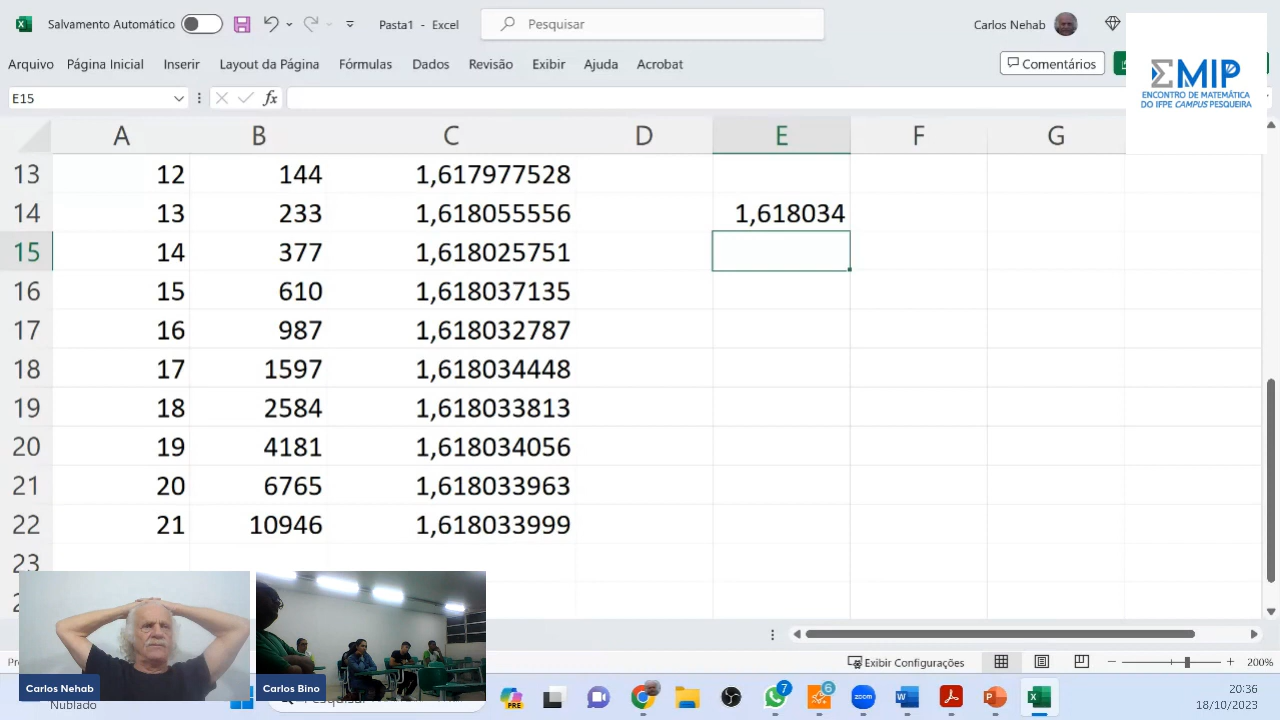 Salvamento Automático
Pasta1 - Excel
Pesquisar
Carlos Nehab
Arquivo Página Inicial Inserir Layout da Página Fórmulas Dados Revisão Exibir Ajuda Acrobat
Comentários
ΣMIP
ENCONTRO DE MATEMÁTICA
DO IFPE CAMPUS PESQUEIRA
E15 fx
A B C D E F G
13 12 144 1,617977528
14 13 233 1,618055556 1,618034
15 14 377 1,618025751
16 15 610 1,618037135
17 16 987 1,618032787
18 17 1597 1,618034448
19 18 2584 1,618033813
20 19 4181 1,618034056
21 20 6765 1,618033963
22 21 10946 1,618033999
23
Exibir Configurações
200%
Carlos Nehab
Carlos Bino
Nublado
PRE
7
6
zoom
20:36
18/10/2023